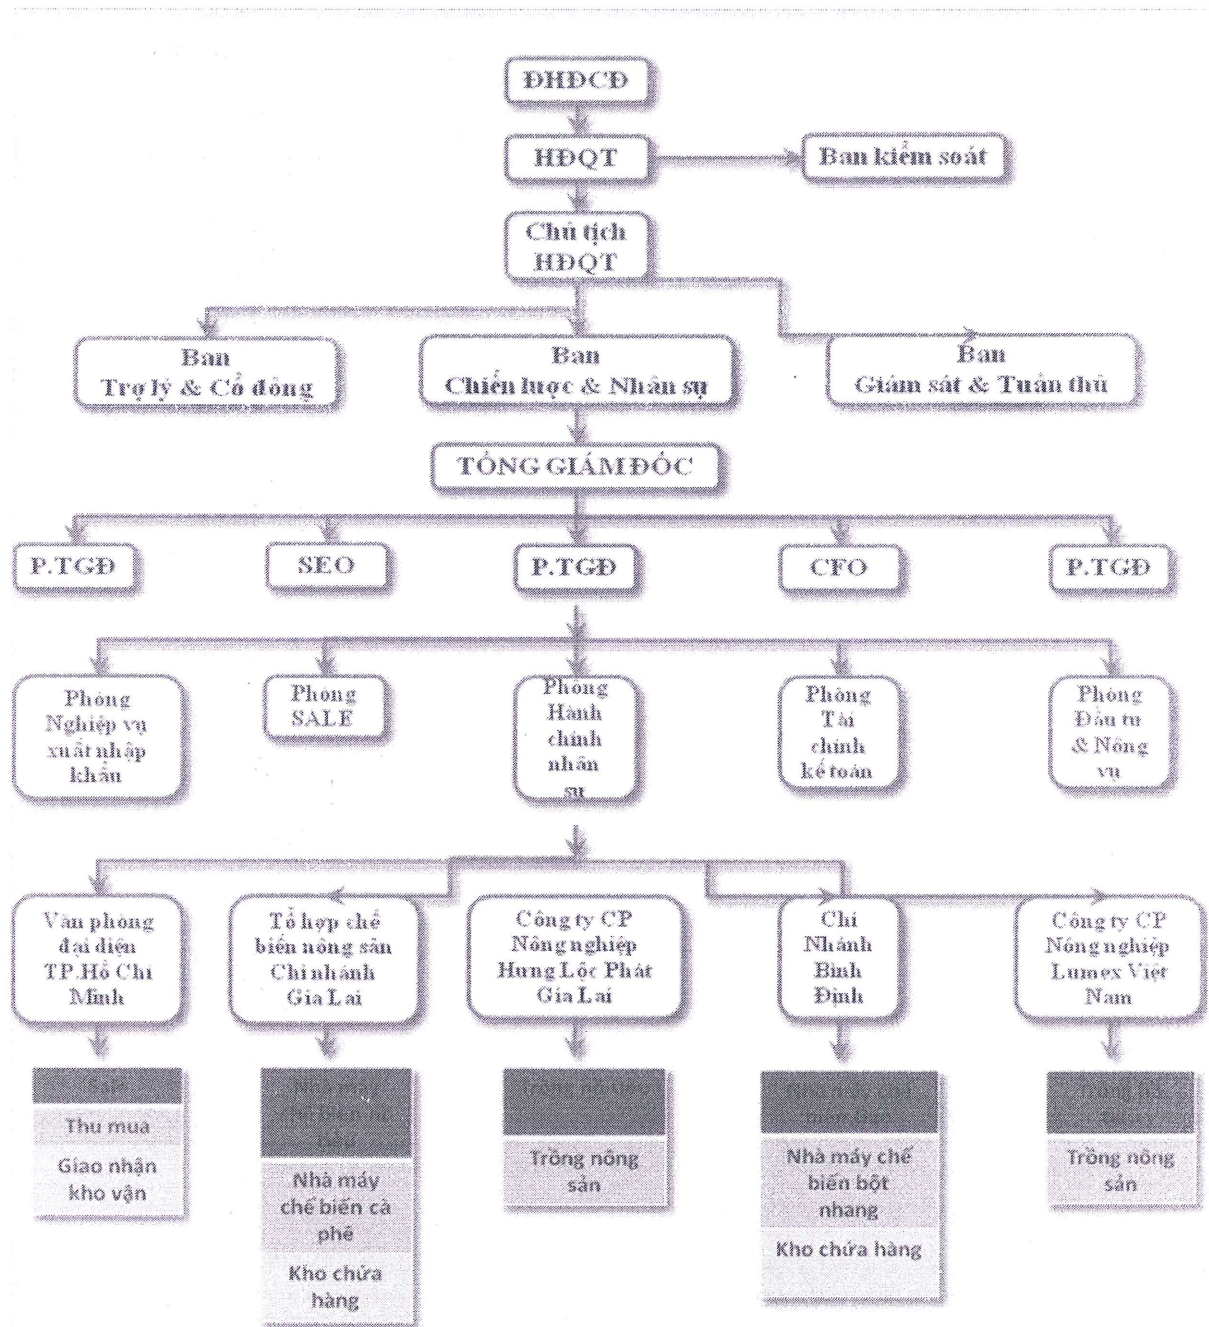 ĐHĐCĐ
HĐQT
Ban kiểm soát
Chủ tịch
HĐQT
Ban
Trợ lý & Cổ đông
Ban
Chiến lược & Nhân sự
Ban
Giám sát & Tuân thủ
TỔNG GIÁM ĐỐC
P.TGĐ
SEO
P.TGĐ
CFO
P.TGĐ
Phòng
Nghiệp vụ
xuất nhập
khẩu
Phòng
SALE
Phòng
Hành
chính
nhân
sự
Phòng
Tài
chính
kế toán
Phòng
Đầu tư
& Nông
vụ
Văn phòng
đại diện
TP.Hồ Chí
Minh
Tổ hợp chế
biến nông sản
Chi nhánh
Gia Lai
Công ty CP
Nông nghiệp
Hưng Lộc Phát
Gia Lai
Chi
Nhánh
Bình
Định
Công ty CP
Nông nghiệp
Lumex Việt
Nam
Sale
Thu mua
Giao nhận
kho vận
Nhà máy
Nhà máy
chế biến cà
phê
Kho chứa
hàng
Trồng nông
sản
Nhà máy chế
Nhà máy chế
biến bột
nhang
Kho chứa hàng
Trồng nông
sản